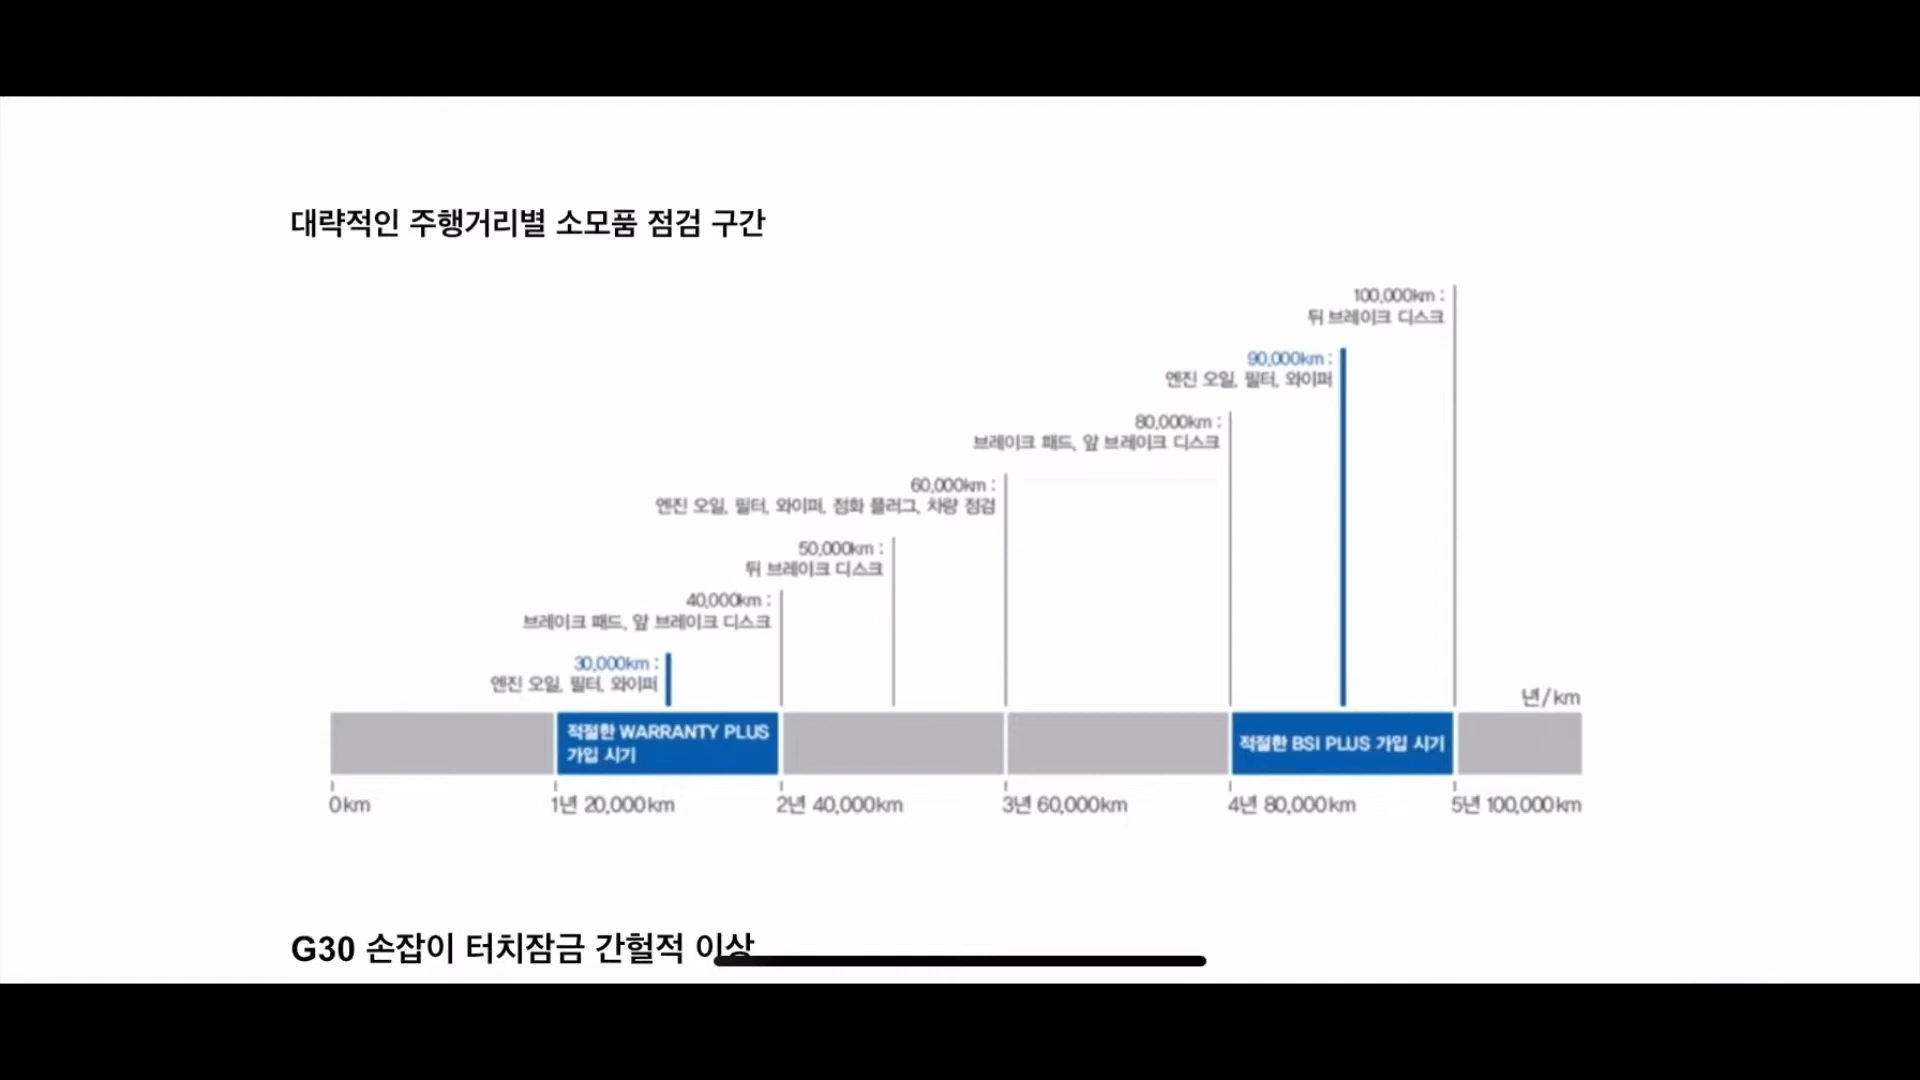 대략적인 주행거리별 소모품 점검 구간
100,000km :
뒤 브레이크 디스크
90,000km :
엔진 오일, 필터, 와이퍼
80,000km :
브레이크 패드, 앞 브레이크 디스크
60,000km :
엔진 오일, 필터, 와이퍼, 점화 플러그, 차량 점검
50,000km :
뒤 브레이크 디스크
40,000km :
브레이크 패드, 앞 브레이크 디스크
30,000km :
엔진 오일, 필터, 와이퍼
년/km
적절한 WARRANTY PLUS
가입 시기
적절한 BSI PLUS 가입 시기
0km
1년 20,000km
2년 40,000km
3년 60,000km
4년 80,000km
5년 100,000km
G30 손잡이 터치잠금 간헐적 이상